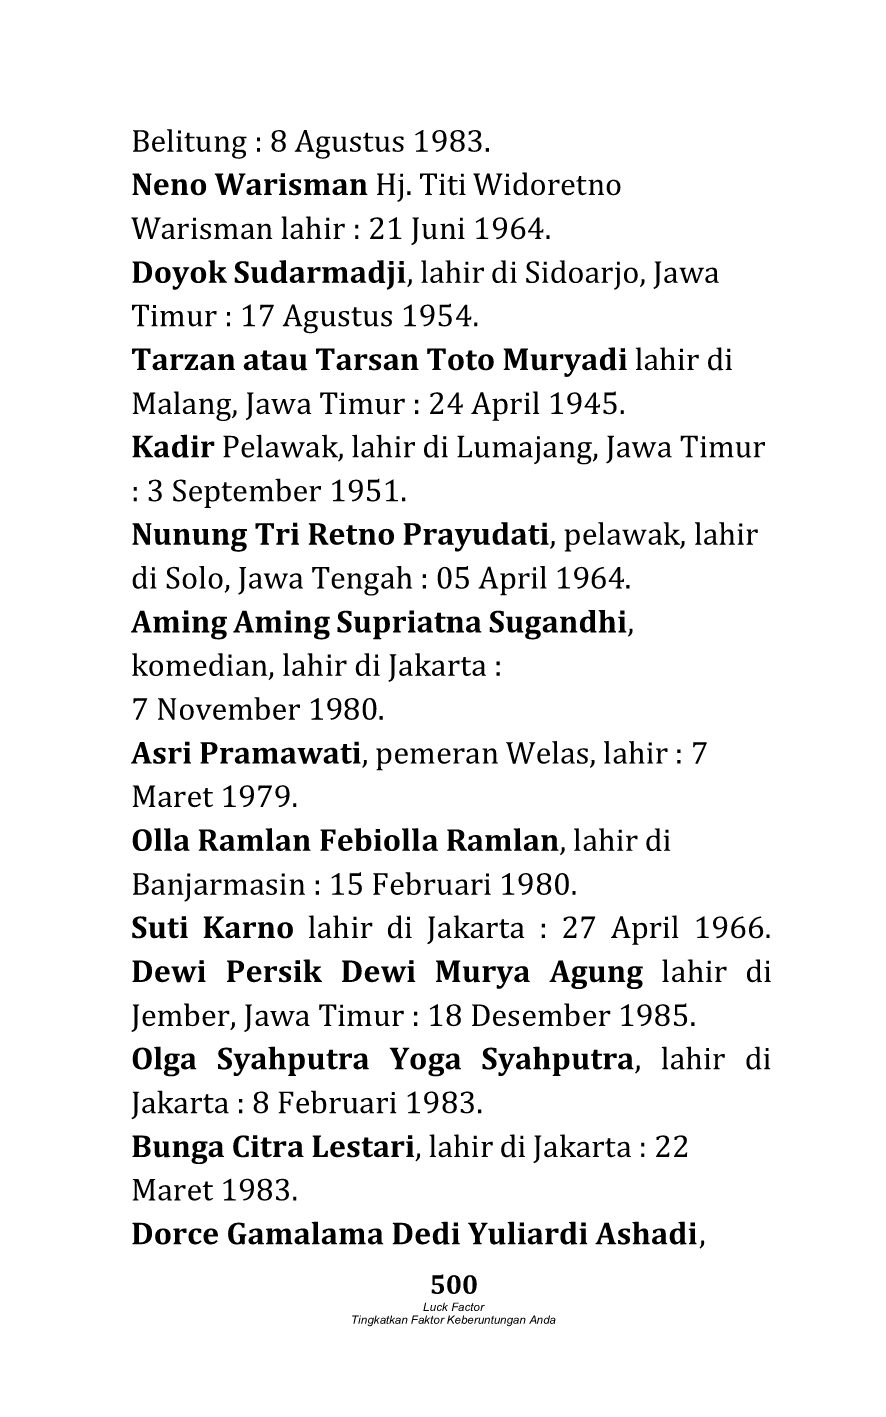 Belitung : 8 Agustus 1983.
Neno Warisman Hj. Titi Widoretno
Warisman lahir : 21 Juni 1964.
Doyok Sudarmadji, lahir di Sidoarjo, Jawa
Timur : 17 Agustus 1954.
Tarzan atau Tarsan Toto Muryadi lahir di
Malang, Jawa Timur : 24 April 1945.
Kadir Pelawak, lahir di Lumajang, Jawa Timur
: 3 September 1951.
Nunung Tri Retno Prayudati, pelawak, lahir
di Solo, Jawa Tengah : 05 April 1964.
Aming Aming Supriatna Sugandhi,
komedian, lahir di Jakarta :
7 November 1980.
Asri Pramawati, pemeran Welas, lahir : 7
Maret 1979.
Olla Ramlan Febiolla Ramlan, lahir di
Banjarmasin : 15 Februari 1980.
Suti Karno lahir di Jakarta : 27 April 1966.
Dewi Persik Dewi Murya Agung lahir di
Jember, Jawa Timur : 18 Desember 1985.
Olga Syahputra Yoga Syahputra, lahir di
Jakarta : 8 Februari 1983.
Bunga Citra Lestari, lahir di Jakarta : 22
Maret 1983.
Dorce Gamalama Dedi Yuliardi Ashadi,
500
Luck Factor
Tingkatkan Faktor Keberuntungan Anda